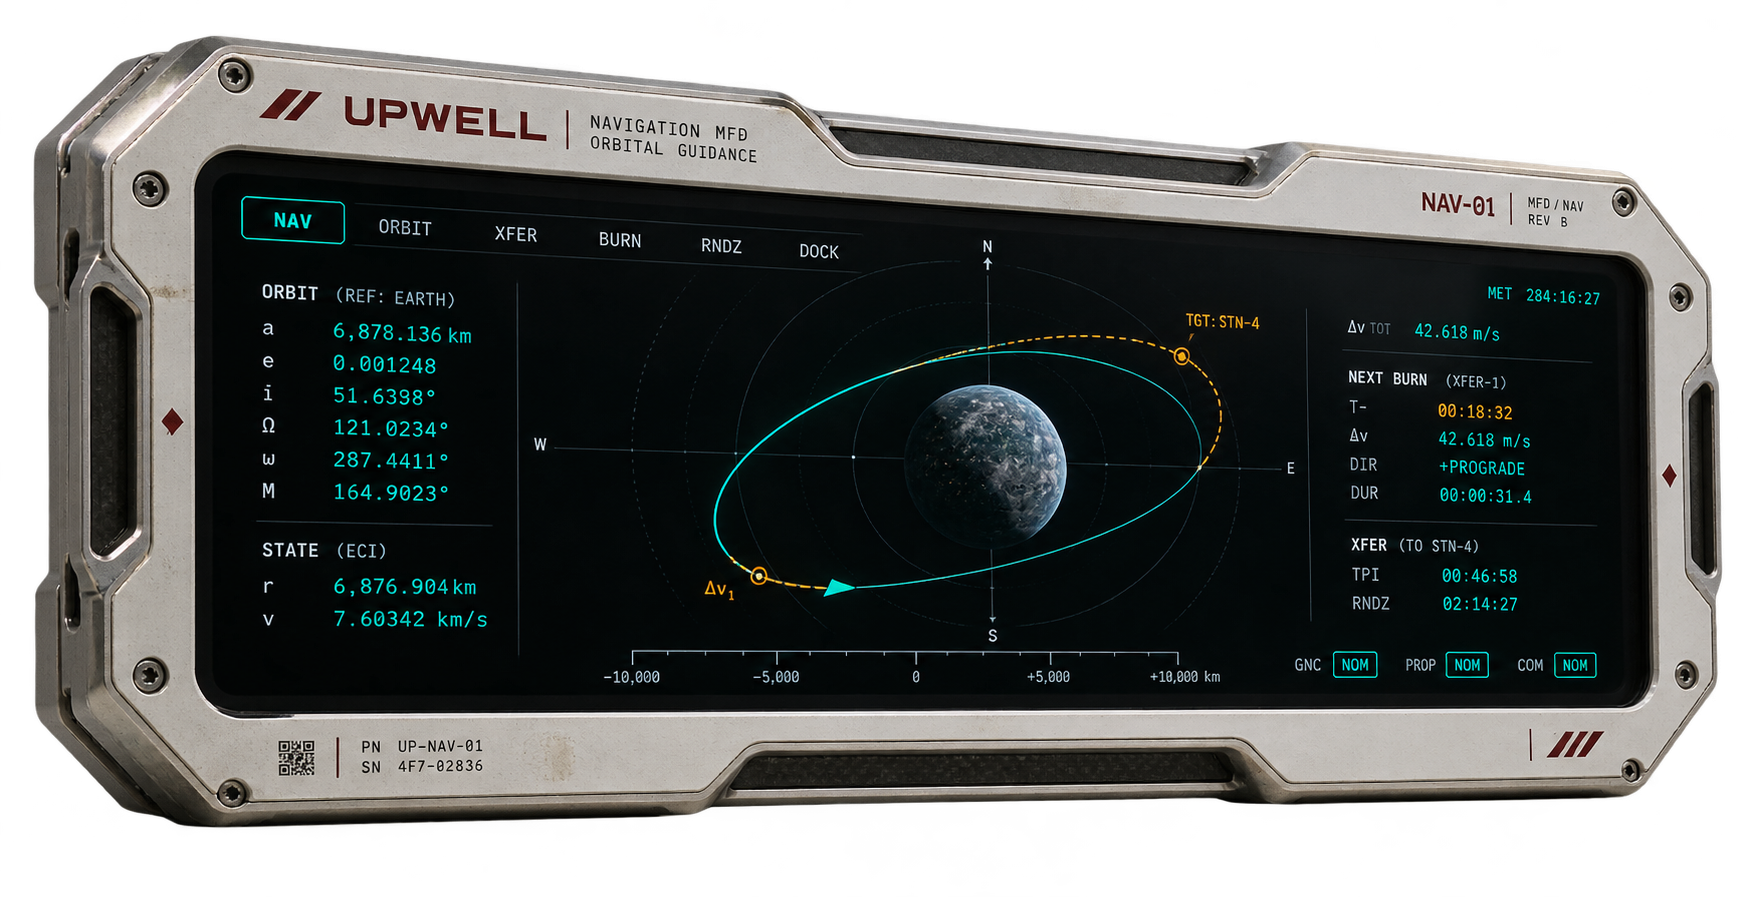 UPWELL
NAVIGATION MFD
ORBITAL GUIDANCE
NAV-01
MFD/NAV
REV B
NAV ORBIT XFER BURN RNDZ DOCK
MET 284:16:27
ORBIT (REF: EARTH)
a 6,878.136 km
e 0.001248
i 51.6398°
Ω 121.0234°
ω 287.4411°
M 164.9023°
STATE (ECI)
r 6,876.904 km
v 7.60342 km/s
N
W
E
S
TGT: STN-4
Δv1
-10,000 -5,000 0 +5,000 +10,000 km
Δv TOT 42.618 m/s
NEXT BURN (XFER-1)
T- 00:18:32
Δv 42.618 m/s
DIR +PROGRADE
DUR 00:00:31.4
XFER (TO STN-4)
TPI 00:46:58
RNDZ 02:14:27
GNC NOM PROP NOM COM NOM
PN UP-NAV-01
SN 4F7-02836